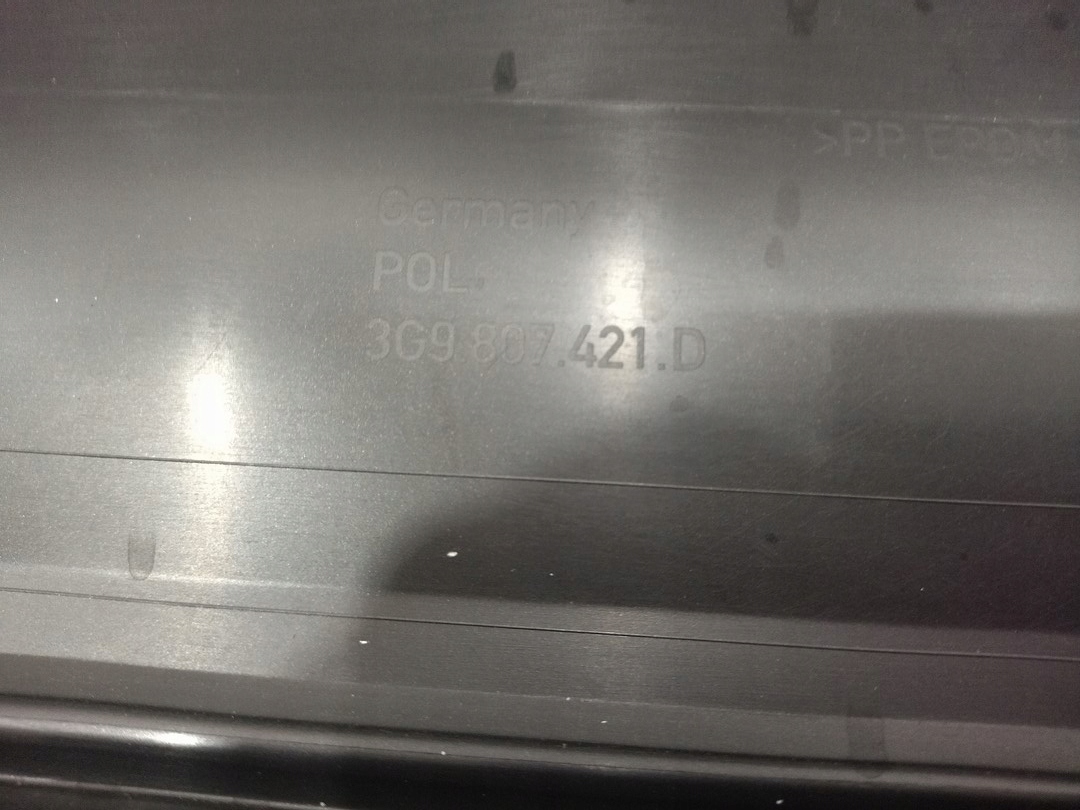 >PP EPDM
Germany
POL.
3G9.807.421.D